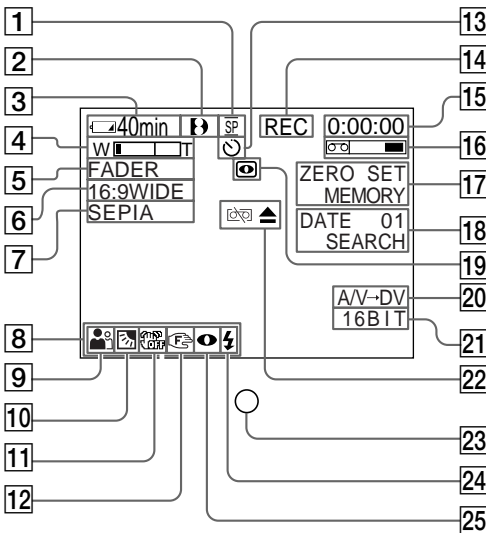 1
2
3
4
5
6
7
8
9
10
11
12
13
14
15
16
17
18
19
20
21
22
23
24
25
40min
SP
REC
0:00:00
W T
FADER
16:9WIDE
SEPIA
ZERO SET
MEMORY
DATE 01
SEARCH
A/V→DV
16BIT
OFF
F